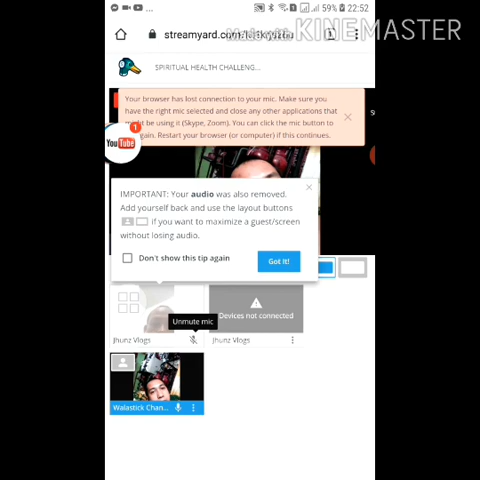 59% 22:52
Made with KINEMASTER
streamyard.com/
SPIRITUAL HEALTH CHALLENG...
Your browser has lost connection to your mic. Make sure you
have the right mic selected and close any other applications that
be using it (Skype, Zoom). You can click the mic button to
again. Restart your browser (or computer) if this continues.
1
YouTube
IMPORTANT: Your audio was also removed.
Add yourself back and use the layout buttons
if you want to maximize a guest/screen
without losing audio.
Don't show this tip again
Got it!
Unmute mic
Devices not connected
Jhunz Vlogs
Jhunz Vlogs
Walastick Chan...